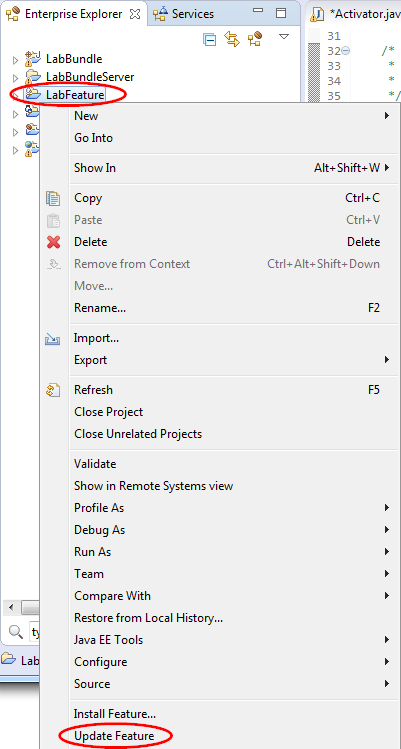 Enterprise Explorer
Services
*Activator.jav
31
32 /*
33 *
34 *
35 */
LabBundle
LabBundleServer
LabFeature
New
Go Into
Show In Alt+Shift+W
Copy Ctrl+C
Paste Ctrl+V
Delete Delete
Remove from Context Ctrl+Alt+Shift+Down
Move...
Rename... F2
Import...
Export
Refresh F5
Close Project
Close Unrelated Projects
Validate
Show in Remote Systems view
Profile As
Debug As
Run As
Team
Compare With
Restore from Local History...
Java EE Tools
Configure
Source
Install Feature...
Update Feature
ty
Lab